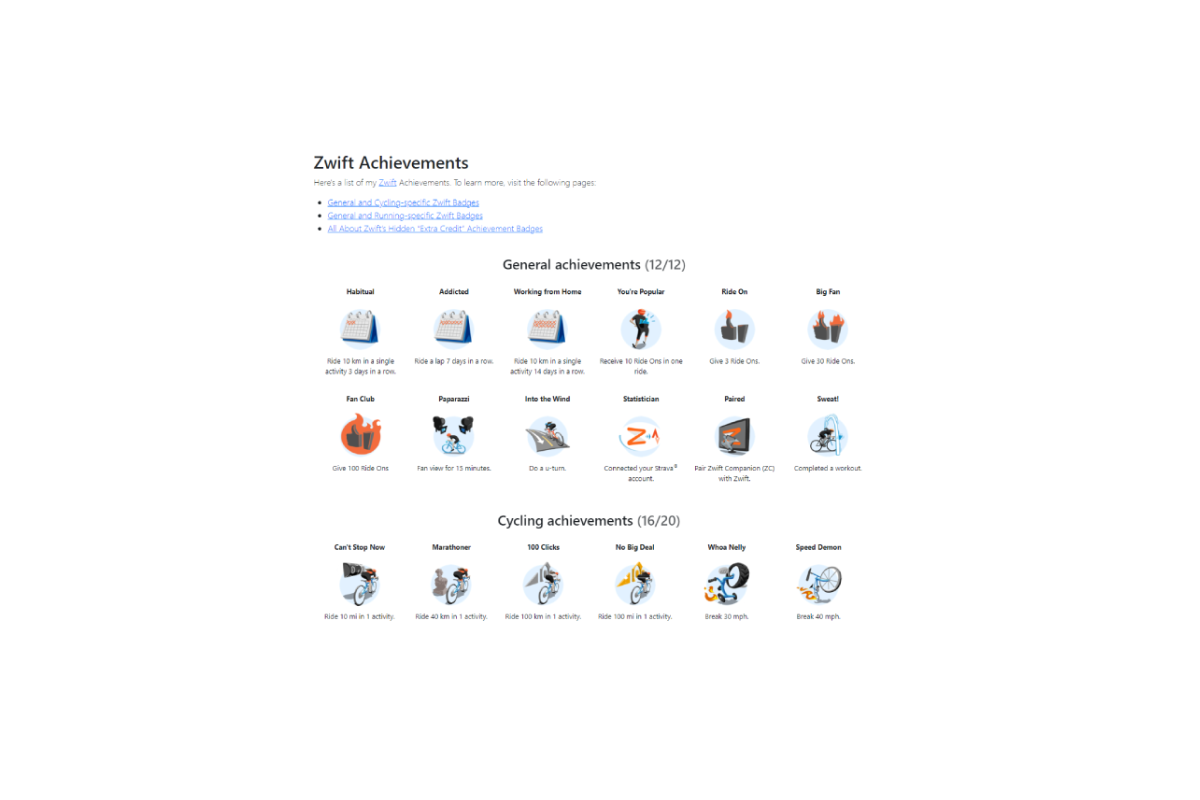 Zwift Achievements
Here's a list of my Zwift Achievements. To learn more, visit the following pages:
• General and Cycling-specific Zwift Badges
• General and Running-specific Zwift Badges
• All About Zwift's Hidden "Extra Credit" Achievement Badges
General achievements (12/12)
Habitual Addicted Working from Home You're Popular Ride On Big Fan
Ride 10 km in a single Ride a lap 7 days in a row. Ride 10 km in a single Receive 10 Ride Ons in one Give 3 Ride Ons. Give 30 Ride Ons.
activity 3 days in a row. activity 14 days in a row. ride.
Fan Club Paparazzi Into the Wind Statistician Paired Sweat!
Give 100 Ride Ons Fan view for 15 minutes. Do a u-turn. Connected your Strava® Pair Zwift Companion (ZC) Completed a workout.
account. with Zwift.
Cycling achievements (16/20)
Can't Stop Now Marathoner 100 Clicks No Big Deal Whoa Nelly Speed Demon
Ride 10 mi in 1 activity. Ride 40 km in 1 activity. Ride 100 km in 1 activity. Ride 100 mi in 1 activity. Break 30 mph. Break 40 mph.